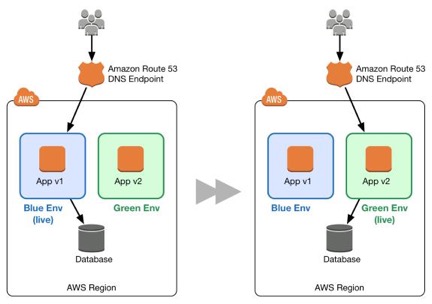 Amazon Route 53
DNS Endpoint
AWS
App v1
App v2
Blue Env
(live)
Green Env
Database
AWS Region
Amazon Route 53
DNS Endpoint
AWS
App v1
App v2
Blue Env
Green Env
(live)
Database
AWS Region